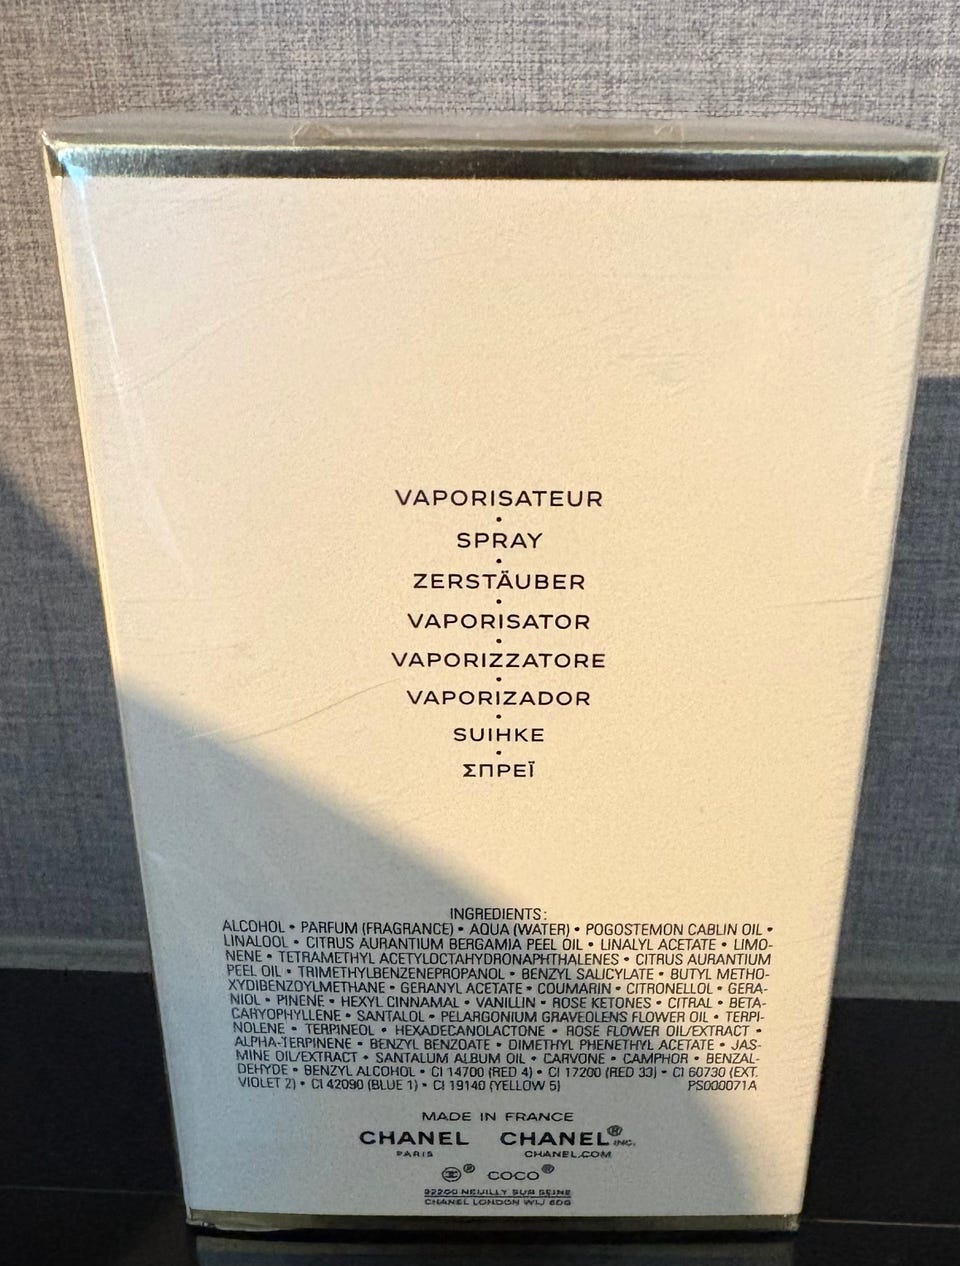 VAPORISATEUR
•
SPRAY
•
ZERSTÄUBER
•
VAPORISATOR
•
VAPORIZZATORE
•
VAPORIZADOR
•
SUIHKE
•
ΣΠΡΕΪ
INGREDIENTS:
ALCOHOL • PARFUM (FRAGRANCE) • AQUA (WATER) • POGOSTEMON CABLIN OIL •
LINALOOL • CITRUS AURANTIUM BERGAMIA PEEL OIL • LINALYL ACETATE • LIMO-
NENE • TETRAMETHYL ACETYLOCTAHYDRONAPHTHALENES • CITRUS AURANTIUM
PEEL OIL • TRIMETHYLBENZENEPROPANOL • BENZYL SALICYLATE • BUTYL METHO-
XYDIBENZOYLMETHANE • GERANYL ACETATE • COUMARIN • CITRONELLOL • GERA-
NIOL • PINENE • HEXYL CINNAMAL • VANILLIN • ROSE KETONES • CITRAL • BETA-
CARYOPHYLLENE • SANTALOL • PELARGONIUM GRAVEOLENS FLOWER OIL • TERPI-
NOLENE • TERPINEOL • HEXADECANOLACTONE • ROSE FLOWER OIL/EXTRACT •
ALPHA-TERPINENE • BENZYL BENZOATE • DIMETHYL PHENETHYL ACETATE • JAS-
MINE OIL/EXTRACT • SANTALUM ALBUM OIL • CARVONE • CAMPHOR • BENZAL-
DEHYDE • BENZYL ALCOHOL • CI 14700 (RED 4) • CI 17200 (RED 33) • CI 60730 (EXT.
VIOLET 2) • CI 42090 (BLUE 1) • CI 19140 (YELLOW 5) PS000071A
MADE IN FRANCE
CHANEL CHANEL® INC.
PARIS CHANEL.COM
® COCO®
92200 NEUILLY SUR SEINE
CHANEL LONDON W1J 6DG